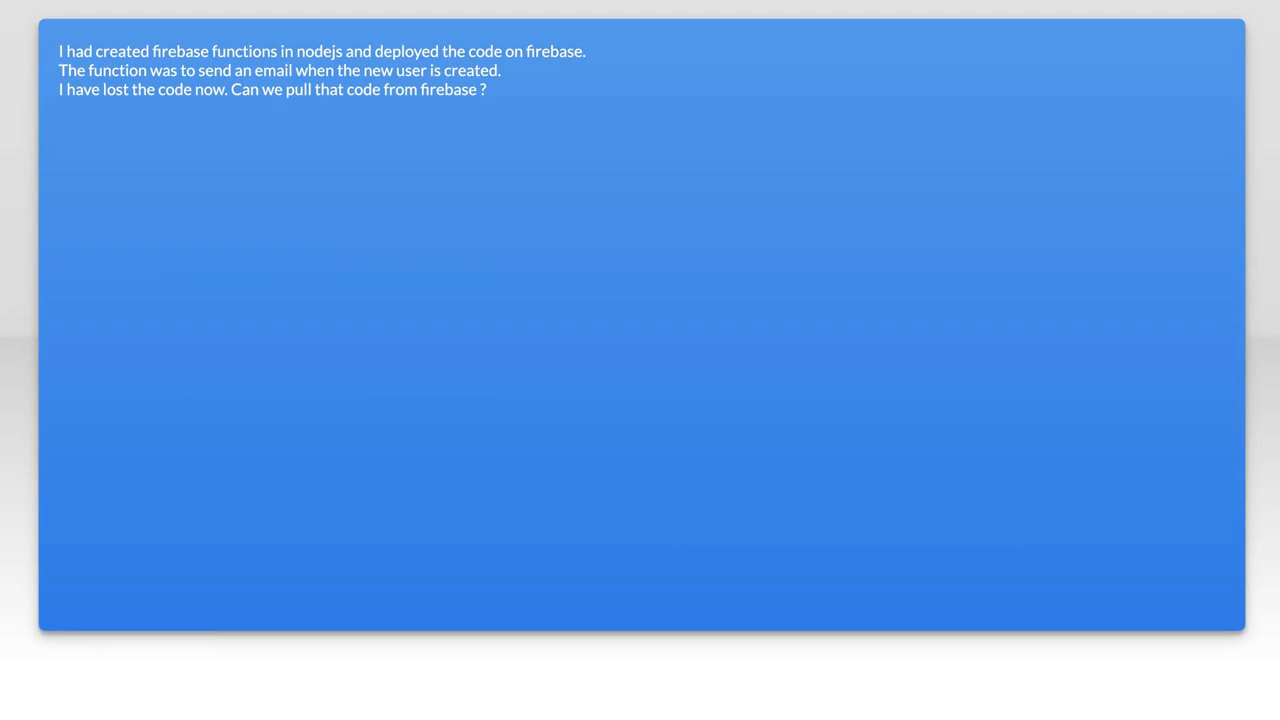 I had created firebase functions in nodejs and deployed the code on firebase.
The function was to send an email when the new user is created.
I have lost the code now. Can we pull that code from firebase ?